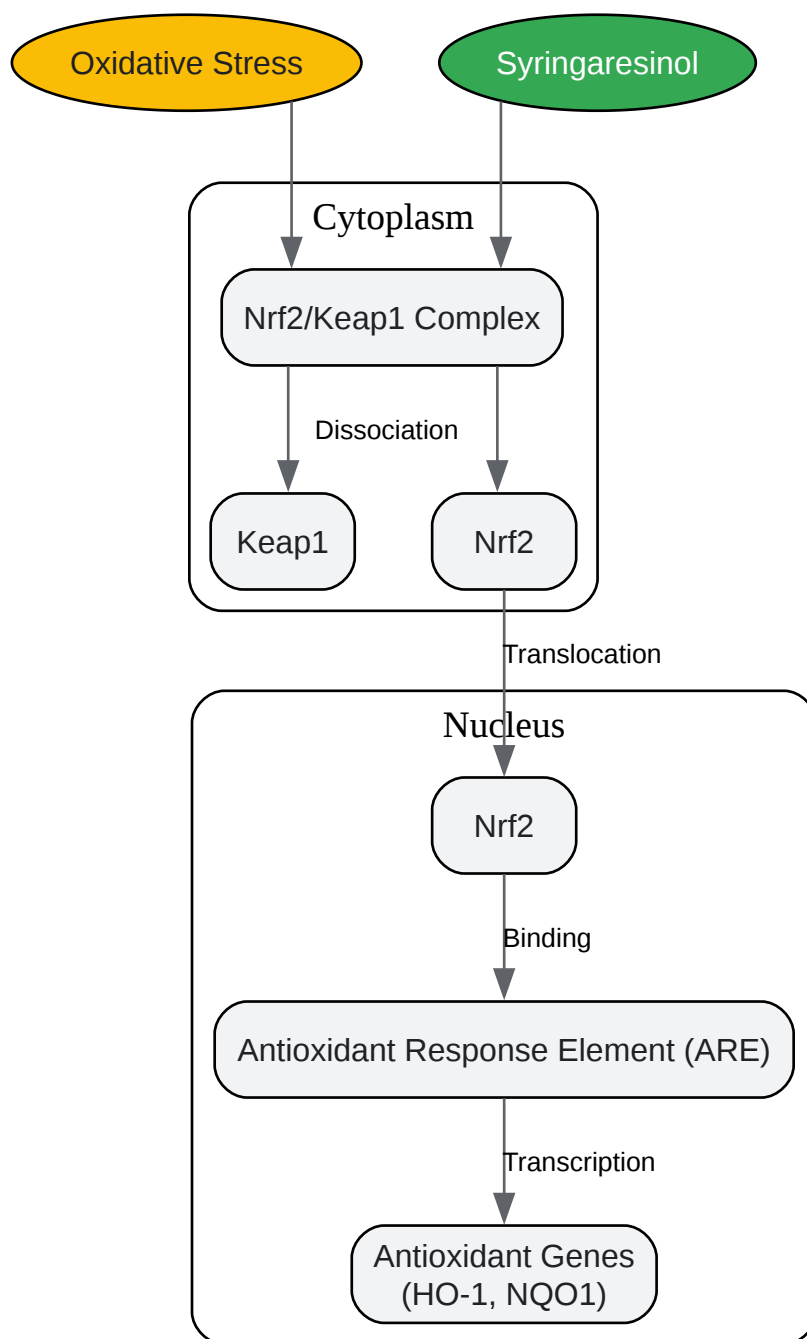 Oxidative Stress
Syringaresinol
Cytoplasm
Nrf2/Keap1 Complex
Dissociation
Keap1
Nrf2
Translocation
Nucleus
Nrf2
Binding
Antioxidant Response Element (ARE)
Transcription
Antioxidant Genes
(HO-1, NQO1)